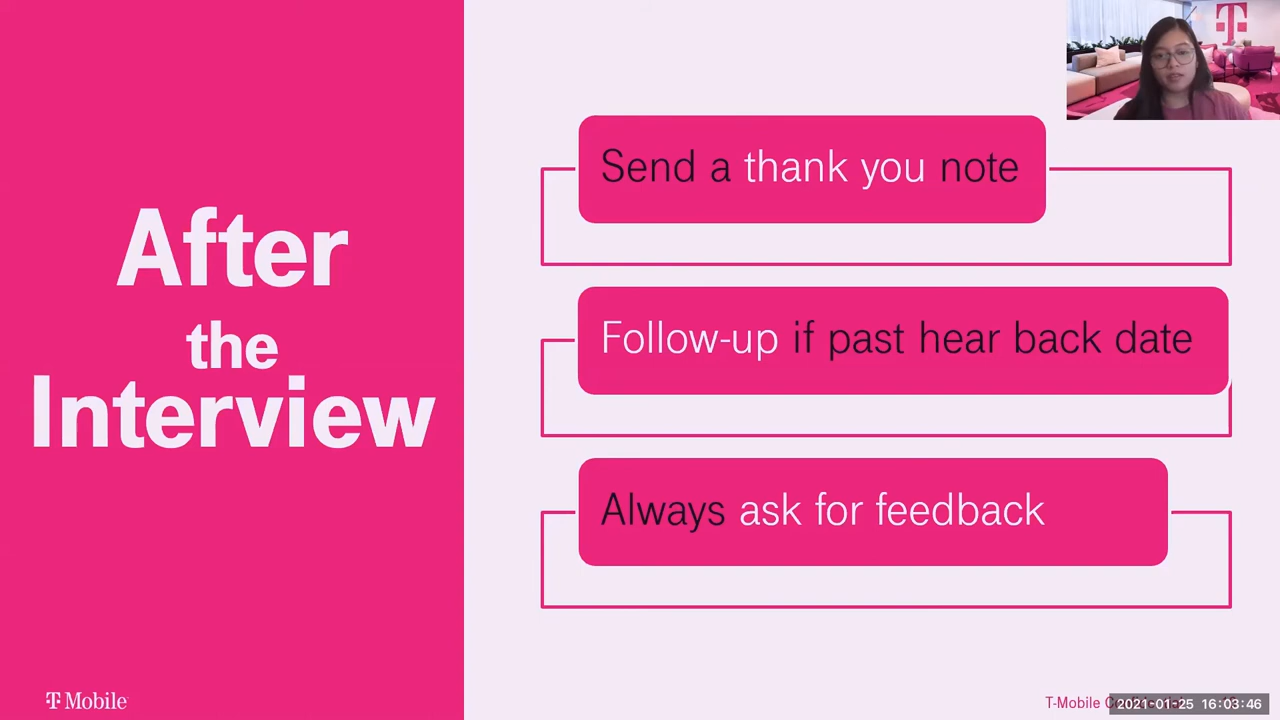 After
the
Interview
Send a thank you note
Follow-up if past hear back date
Always ask for feedback
T Mobile
T-Mobile
2021-01-25 16:03:46